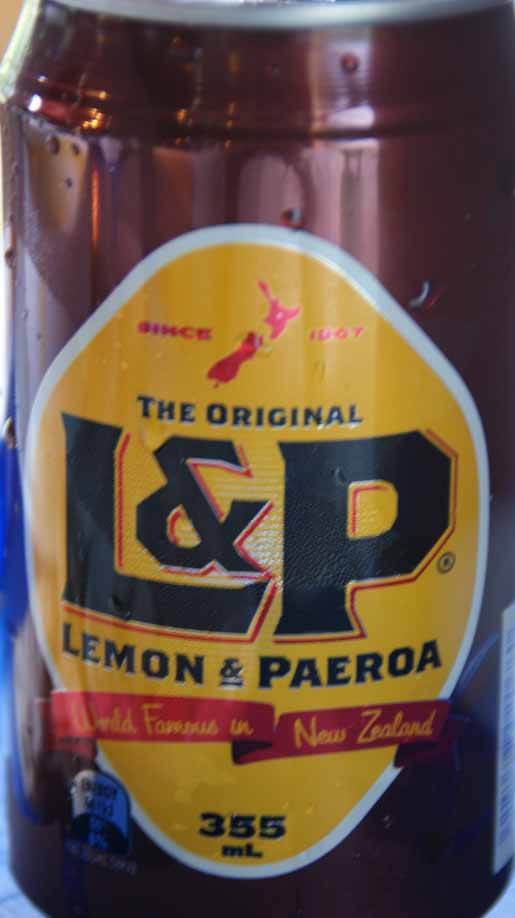 SINCE 1907
THE ORIGINAL
L&P
®
LEMON & PAEROA
World Famous in New Zealand
355
mL